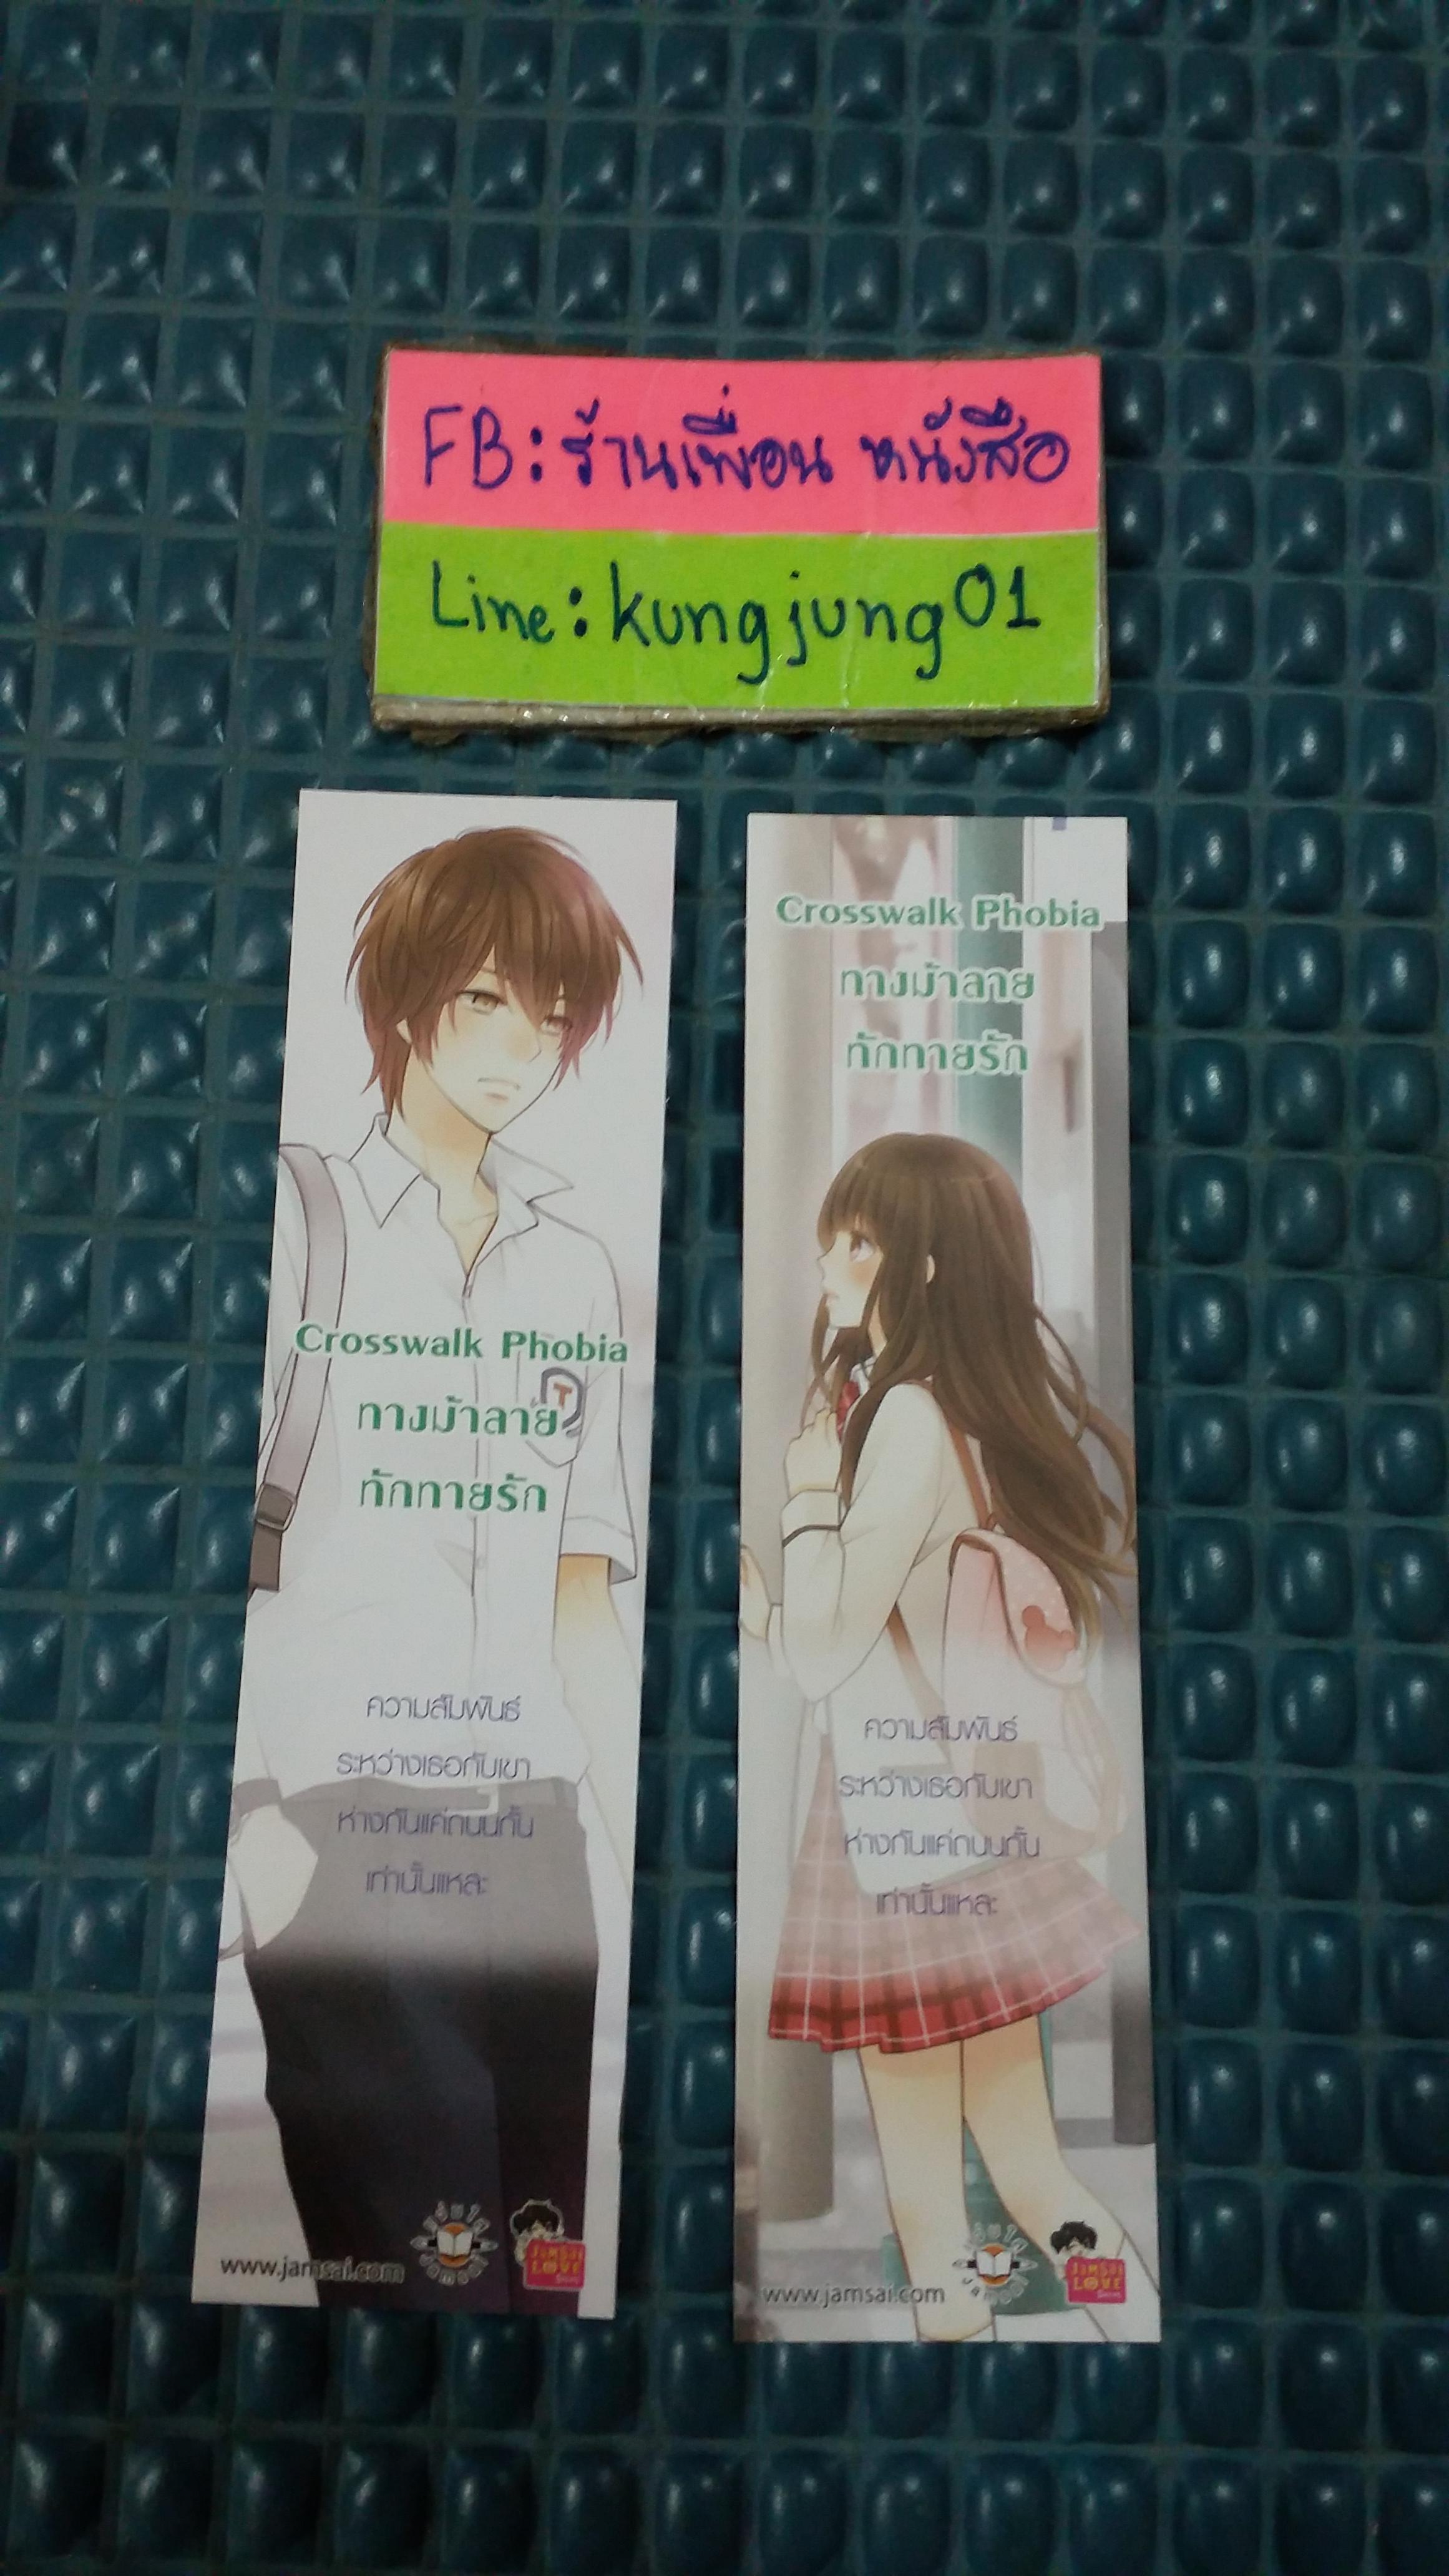 FB: ร้านเพื่อน หนังสือ
Line: kungjung01
Crosswalk Phobia
ทางม้าลาย
ทักทายรัก
ความสัมพันธ์
ระหว่างเธอกับเขา
ห่างกันแค่ถนนกั้น
เท่านั้นแหละ
www.jamsai.com
JAMSAI
LOVE
Crosswalk Phobia
ทางม้าลาย
ทักทายรัก
ความสัมพันธ์
ระหว่างเธอกับเขา
ห่างกันแค่ถนนกั้น
เท่านั้นแหละ
www.jamsai.com
JAMSAI
LOVE